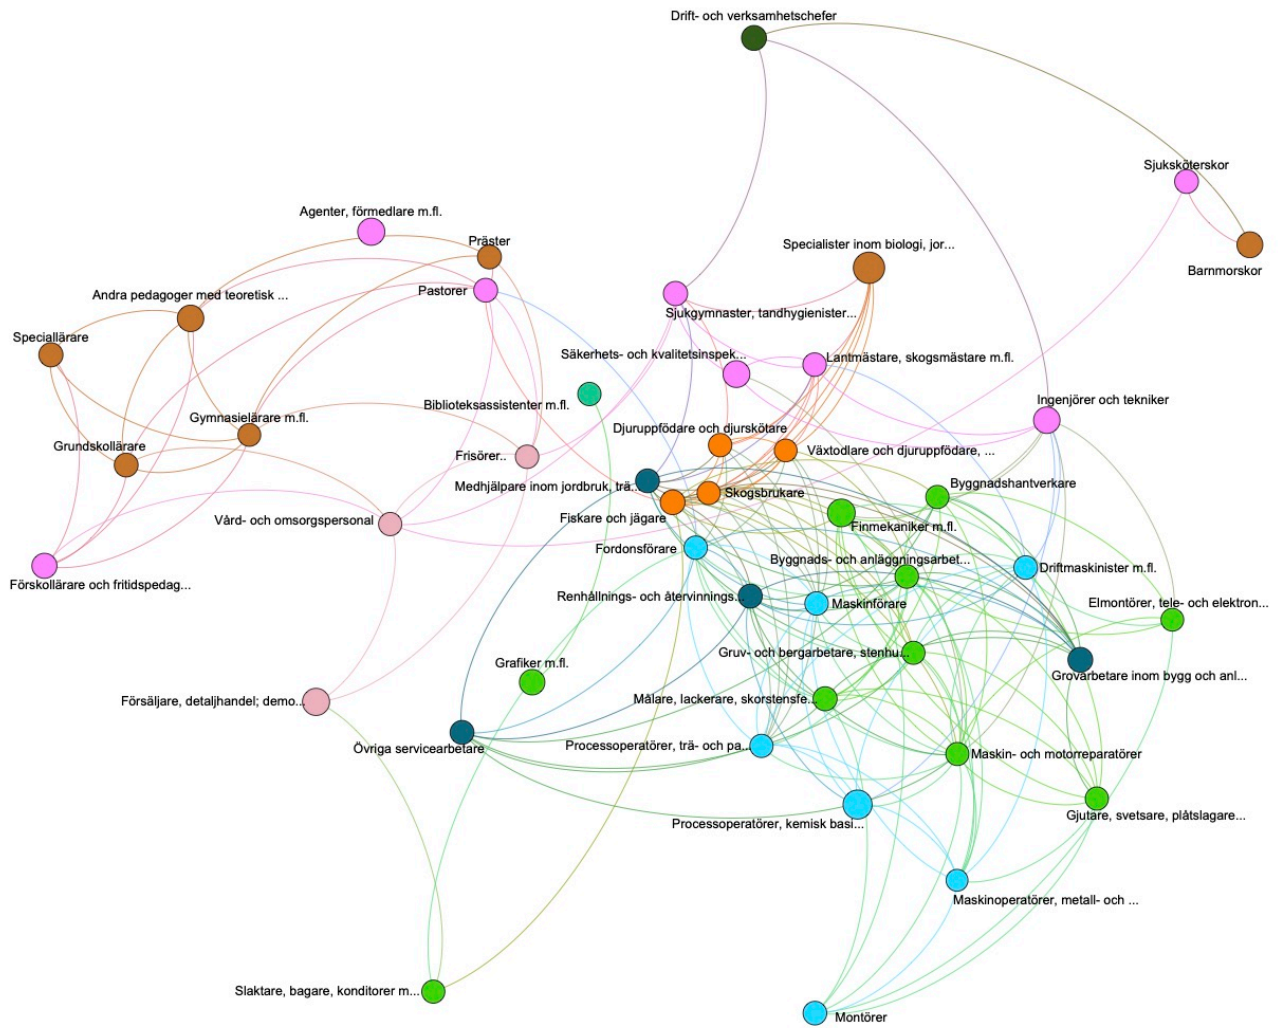 Drift- och verksamhetschefer
Sjuksköterskor
Agenter, förmedlare m.fl.
Präster
Specialister inom biologi, jor...
Barnmorskor
Pastorer
Andra pedagoger med teoretisk ...
Sjukgymnaster, tandhygienister...
Speciallärare
Säkerhets- och kvalitetsinspek...
Lantmästare, skogsmästare m.fl.
Biblioteksassistenter m.fl.
Ingenjörer och tekniker
Gymnasielärare m.fl.
Djuruppfödare och djurskötare
Grundskollärare
Frisörer..
Växtodlare och djuruppfödare, ...
Medhjälpare inom jordbruk, trä...
Byggnadshantverkare
Skogsbrukare
Vård- och omsorgspersonal
Fiskare och jägare
Finmekaniker m.fl.
Fordonsförare
Byggnads- och anläggningsarbet...
Driftmaskinister m.fl.
Förskollärare och fritidspedag...
Renhållnings- och återvinnings...
Maskinförare
Elmontörer, tele- och elektron...
Gruv- och bergarbetare, stenhu...
Grafiker m.fl.
Grovarbetare inom bygg och anl...
Försäljare, detaljhandel; demo...
Målare, lackerare, skorstensfe...
Övriga servicearbetare
Processoperatörer, trä- och pa...
Maskin- och motorreparatörer
Processoperatörer, kemisk basi...
Gjutare, svetsare, plåtslagare...
Maskinoperatörer, metall- och ...
Slaktare, bagare, konditorer m...
Montörer